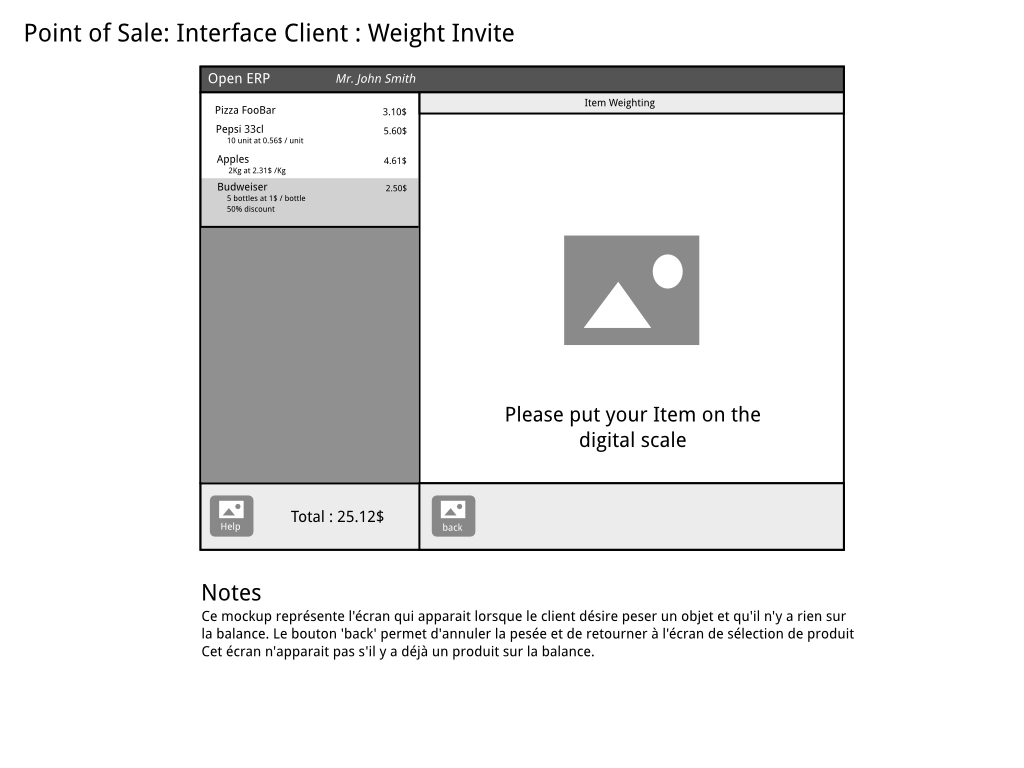 Point of Sale: Interface Client : Weight Invite
Open ERP
Mr. John Smith
Pizza FooBar 3.10$
Pepsi 33cl 5.60$
10 unit at 0.56$ / unit
Apples 4.61$
2Kg at 2.31$ /Kg
Budweiser 2.50$
5 bottles at 1$ / bottle
50% discount
Item Weighting
Please put your Item on the
digital scale
Help
Total : 25.12$
back
Notes
Ce mockup représente l'écran qui apparait lorsque le client désire peser un objet et qu'il n'y a rien sur
la balance. Le bouton 'back' permet d'annuler la pesée et de retourner à l'écran de sélection de produit
Cet écran n'apparait pas s'il y a déjà un produit sur la balance.